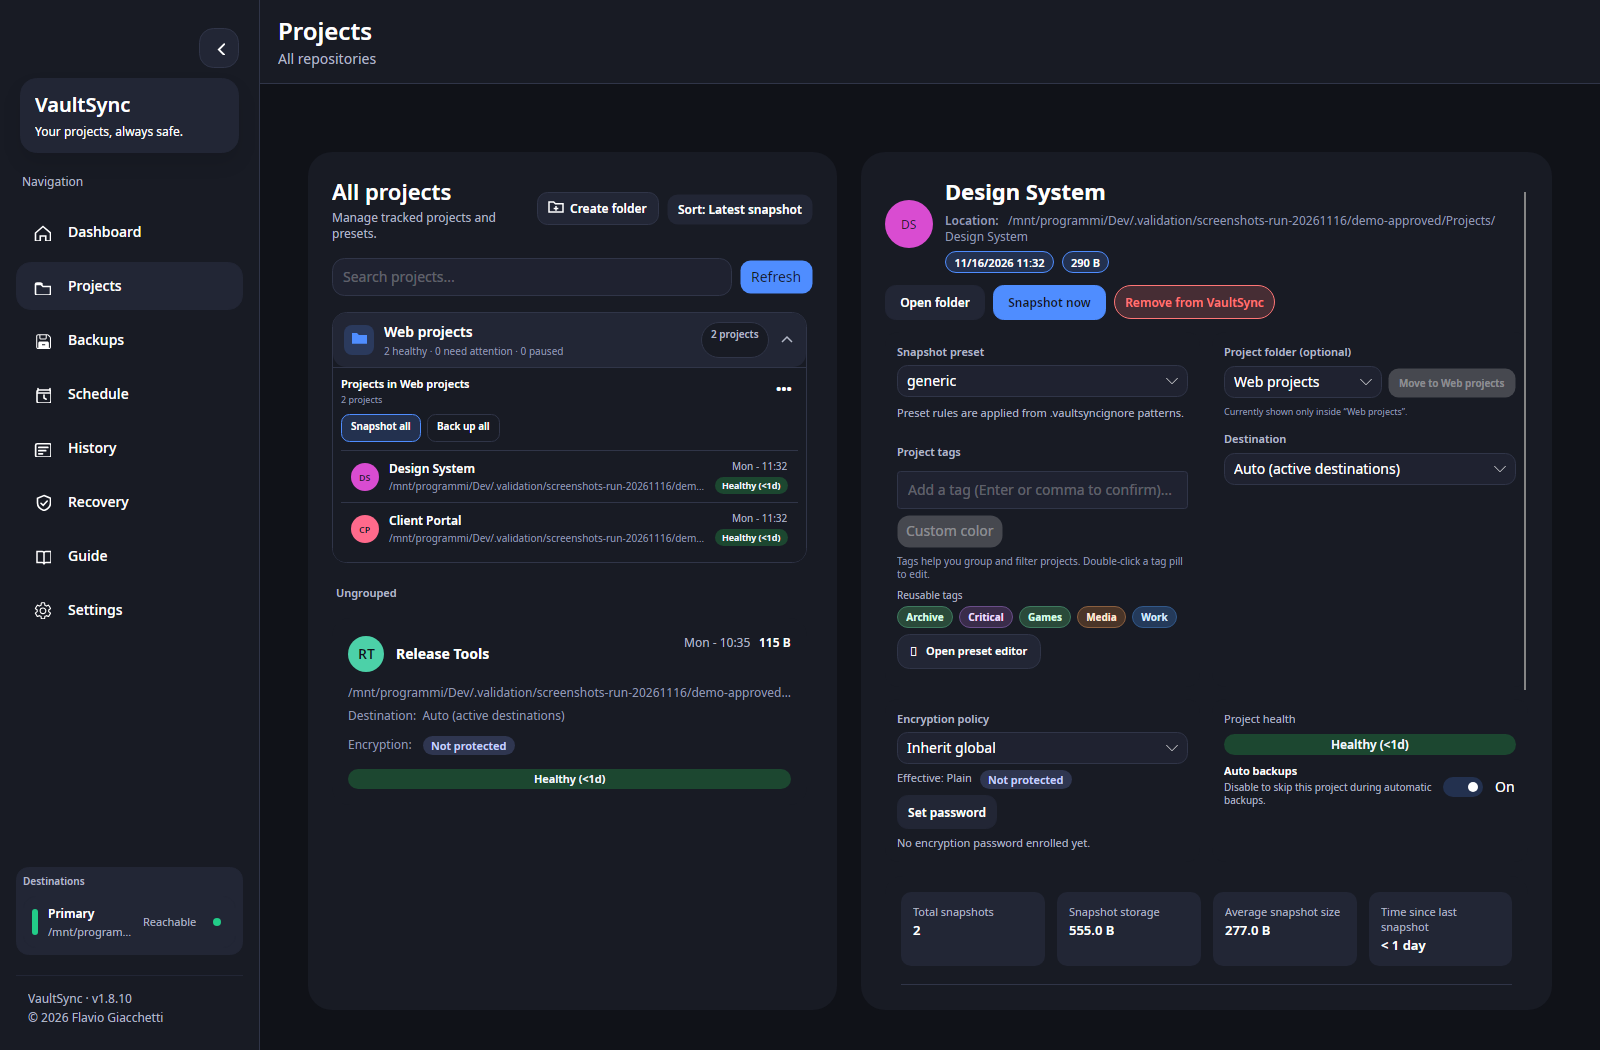 VaultSync
Your projects, always safe.
Navigation
Dashboard
Projects
Backups
Schedule
History
Recovery
Guide
Settings
Destinations
Primary
/mnt/program...
Reachable
VaultSync · v1.8.10
© 2026 Flavio Giacchetti
Projects
All repositories
All projects
Manage tracked projects and
presets.
Create folder
Sort: Latest snapshot
Search projects...
Refresh
Web projects
2 healthy · 0 need attention · 0 paused
2 projects
Projects in Web projects
2 projects
•••
Snapshot all
Back up all
DS
Design System
/mnt/programmi/Dev/.validation/screenshots-run-20261116/dem...
Mon - 11:32
Healthy (<1d)
CP
Client Portal
/mnt/programmi/Dev/.validation/screenshots-run-20261116/dem...
Mon - 11:32
Healthy (<1d)
Ungrouped
RT
Release Tools
Mon - 10:35 115 B
/mnt/programmi/Dev/.validation/screenshots-run-20261116/demo-approved...
Destination: Auto (active destinations)
Encryption: Not protected
Healthy (<1d)
DS
Design System
Location: /mnt/programmi/Dev/.validation/screenshots-run-20261116/demo-approved/Projects/
Design System
11/16/2026 11:32
290 B
Open folder
Snapshot now
Remove from VaultSync
Snapshot preset
generic
Preset rules are applied from .vaultsyncignore patterns.
Project folder (optional)
Web projects
Move to Web projects
Currently shown only inside “Web projects”.
Destination
Auto (active destinations)
Project tags
Add a tag (Enter or comma to confirm)...
Custom color
Tags help you group and filter projects. Double-click a tag pill
to edit.
Reusable tags
Archive
Critical
Games
Media
Work
Open preset editor
Encryption policy
Inherit global
Effective: Plain Not protected
Set password
No encryption password enrolled yet.
Project health
Healthy (<1d)
Auto backups
Disable to skip this project during automatic
backups.
On
Total snapshots
2
Snapshot storage
555.0 B
Average snapshot size
277.0 B
Time since last
snapshot
< 1 day